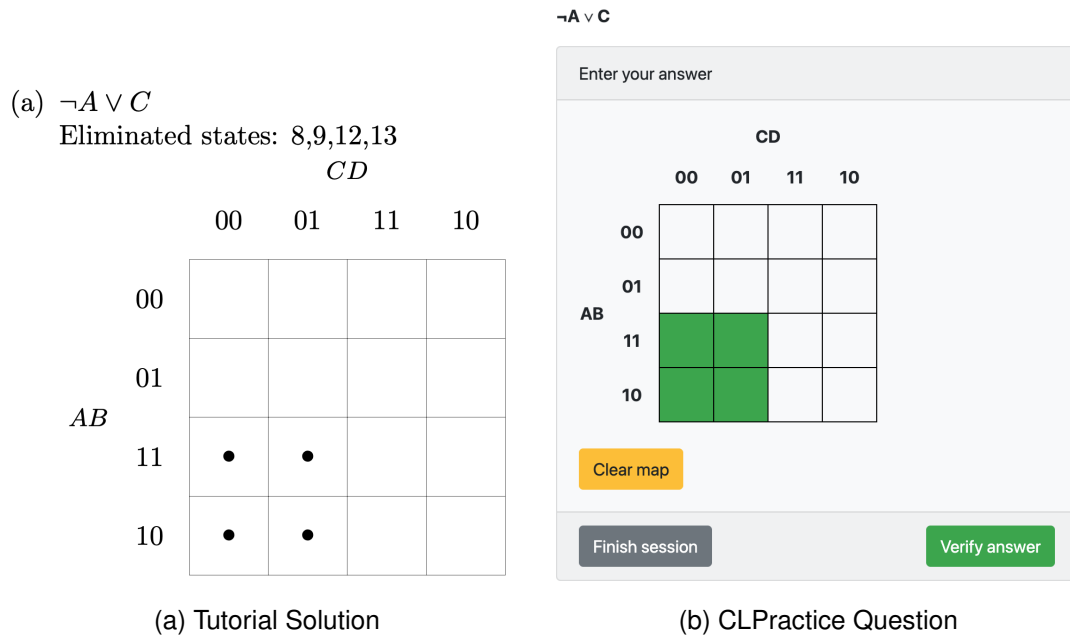 (a) ¬A ∨ C
Eliminated states: 8,9,12,13
CD
00 01 11 10
00
01
AB
11
10
(a) Tutorial Solution
¬A ∨ C
Enter your answer
CD
00 01 11 10
00
01
AB
11
10
Clear map
Finish session Verify answer
(b) CLPractice Question